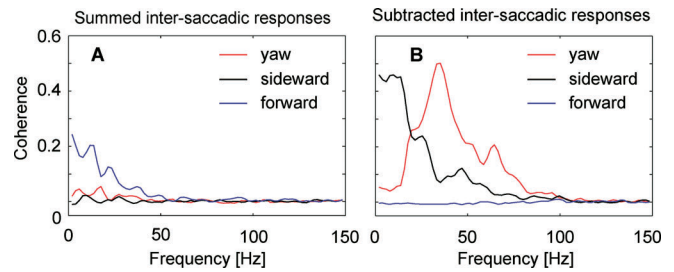 Summed inter-saccadic responses
Subtracted inter-saccadic responses
Coherence
0.6
0.4
0.2
0
A
yaw
sideward
forward
0
50
100
150
Frequency [Hz]
B
yaw
sideward
forward
0
50
100
150
Frequency [Hz]